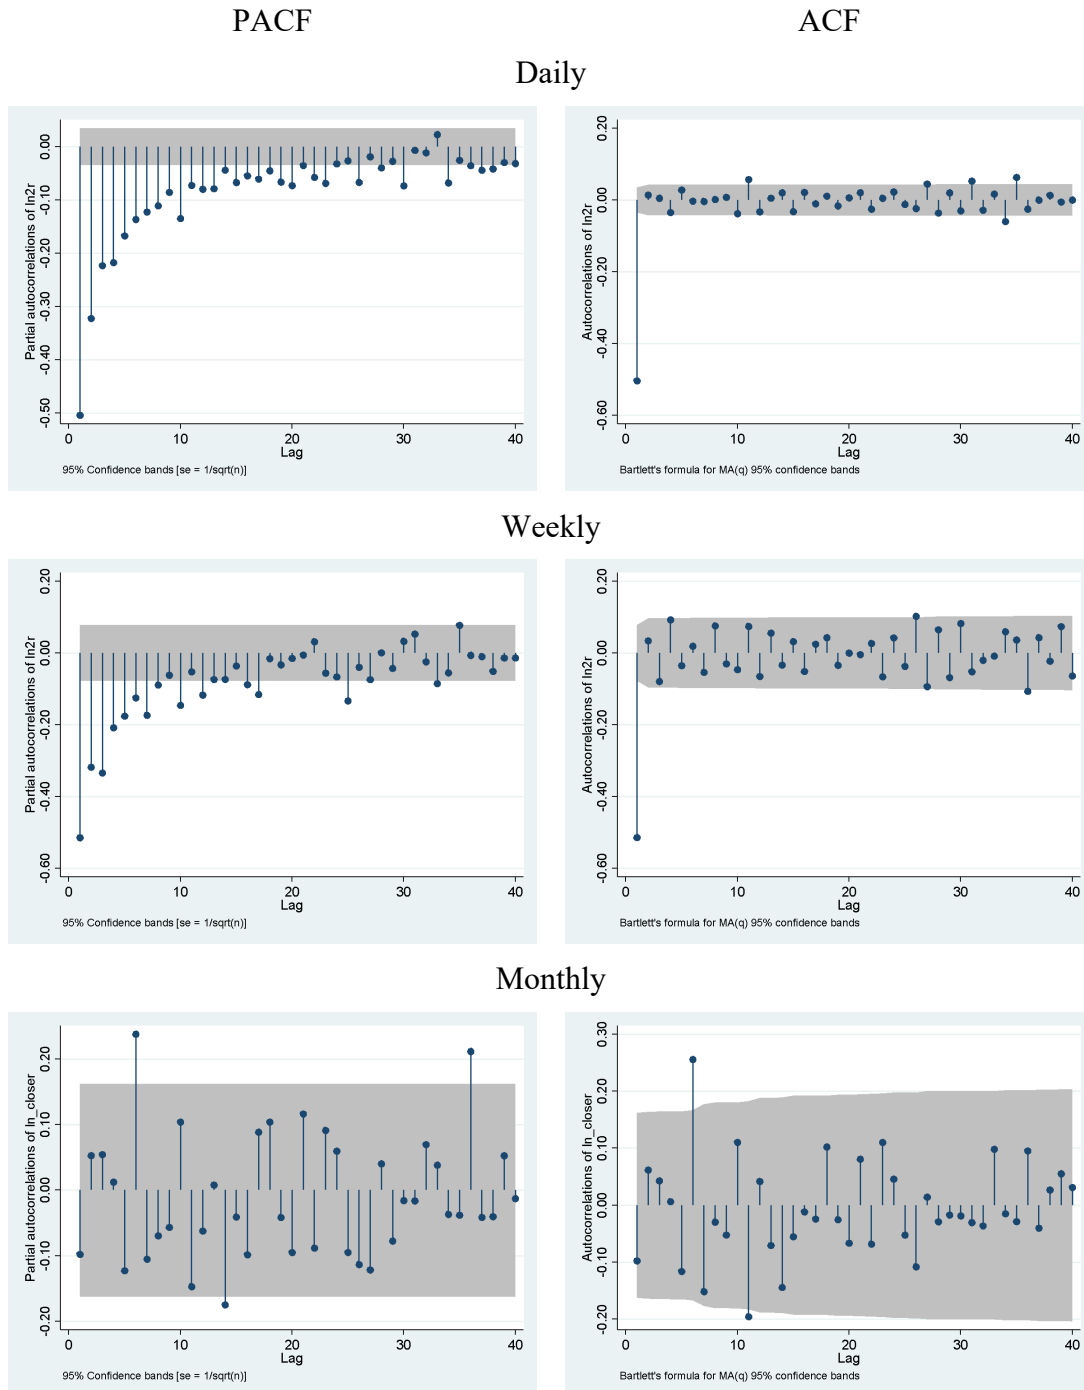 PACF
ACF
Daily
Partial autocorrelations of ln2r
0.00
-0.10
-0.20
-0.30
-0.40
-0.50
0 10 20 30 40
Lag
95% Confidence bands [se = 1/sqrt(n)]
Autocorrelations of ln2r
0.20
0.00
-0.20
-0.40
-0.60
0 10 20 30 40
Lag
Bartlett's formula for MA(q) 95% confidence bands
Weekly
Partial autocorrelations of ln2r
0.20
0.00
-0.20
-0.40
-0.60
0 10 20 30 40
Lag
95% Confidence bands [se = 1/sqrt(n)]
Autocorrelations of ln2r
0.20
0.00
-0.20
-0.40
-0.60
0 10 20 30 40
Lag
Bartlett's formula for MA(q) 95% confidence bands
Monthly
Partial autocorrelations of ln_closer
0.20
0.10
0.00
-0.10
-0.20
0 10 20 30 40
Lag
95% Confidence bands [se = 1/sqrt(n)]
Autocorrelations of ln_closer
0.30
0.20
0.10
0.00
-0.10
-0.20
0 10 20 30 40
Lag
Bartlett's formula for MA(q) 95% confidence bands